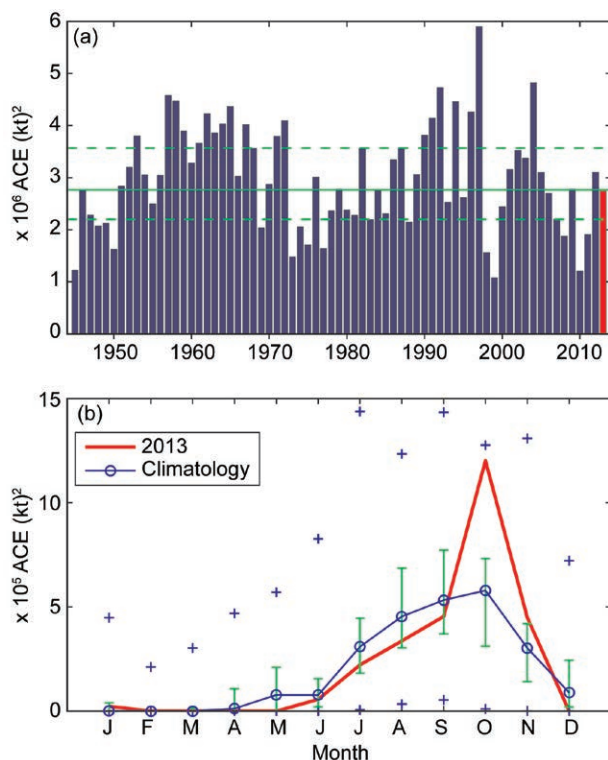 (a)
x 10⁶ ACE (kt)²
6
5
4
3
2
1
0
1950 1960 1970 1980 1990 2000 2010
(b)
x 10⁵ ACE (kt)²
15
10
5
0
2013
Climatology
J F M A M J J A S O N D
Month